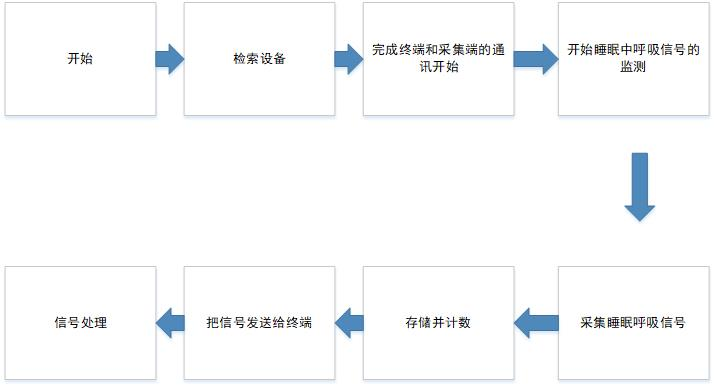 开始
检索设备
完成终端和采集端的通
讯开始
开始睡眠中呼吸信号的
监测
采集睡眠呼吸信号
存储并计数
把信号发送给终端
信号处理